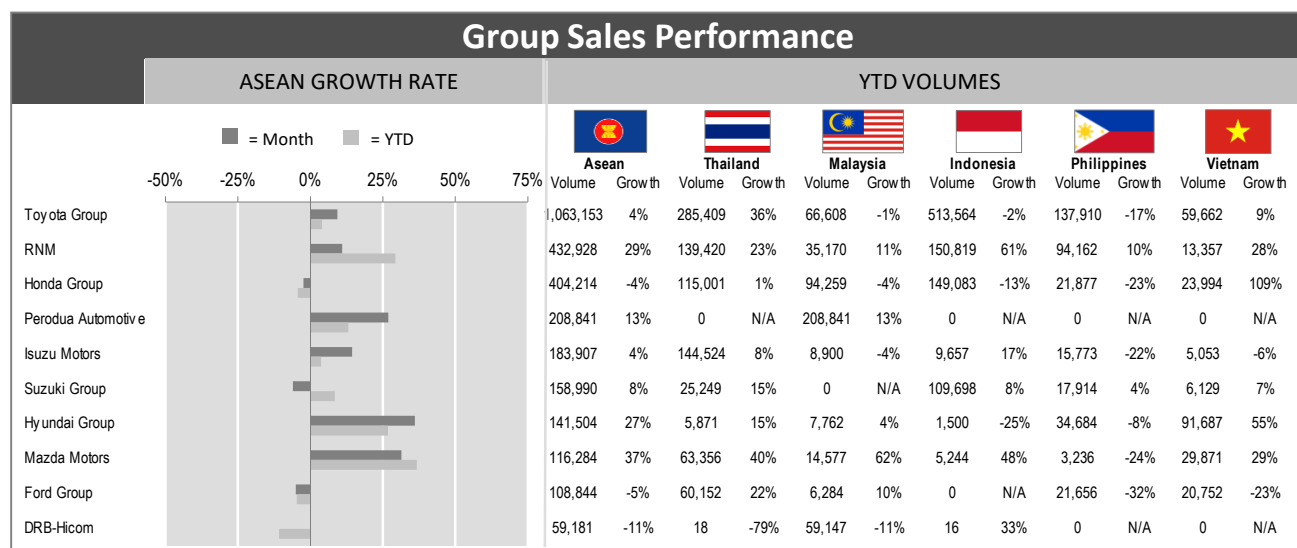 Group Sales Performance
ASEAN GROWTH RATE YTD VOLUMES
= Month = YTD
Asean Thailand Malaysia Indonesia Philippines Vietnam
-50% -25% 0% 25% 50% 75% Volume Growth Volume Growth Volume Growth Volume Growth Volume Growth Volume Growth
Toyota Group 1,063,153 4% 285,409 36% 66,608 -1% 513,564 -2% 137,910 -17% 59,662 9%
RNM 432,928 29% 139,420 23% 35,170 11% 150,819 61% 94,162 10% 13,357 28%
Honda Group 404,214 -4% 115,001 1% 94,259 -4% 149,083 -13% 21,877 -23% 23,994 109%
Perodua Automotive 208,841 13% 0 N/A 208,841 13% 0 N/A 0 N/A 0 N/A
Isuzu Motors 183,907 4% 144,524 8% 8,900 -4% 9,657 17% 15,773 -22% 5,053 -6%
Suzuki Group 158,990 8% 25,249 15% 0 N/A 109,698 8% 17,914 4% 6,129 7%
Hyundai Group 141,504 27% 5,871 15% 7,762 4% 1,500 -25% 34,684 -8% 91,687 55%
Mazda Motors 116,284 37% 63,356 40% 14,577 62% 5,244 48% 3,236 -24% 29,871 29%
Ford Group 108,844 -5% 60,152 22% 6,284 10% 0 N/A 21,656 -32% 20,752 -23%
DRB-Hicom 59,181 -11% 18 -79% 59,147 -11% 16 33% 0 N/A 0 N/A